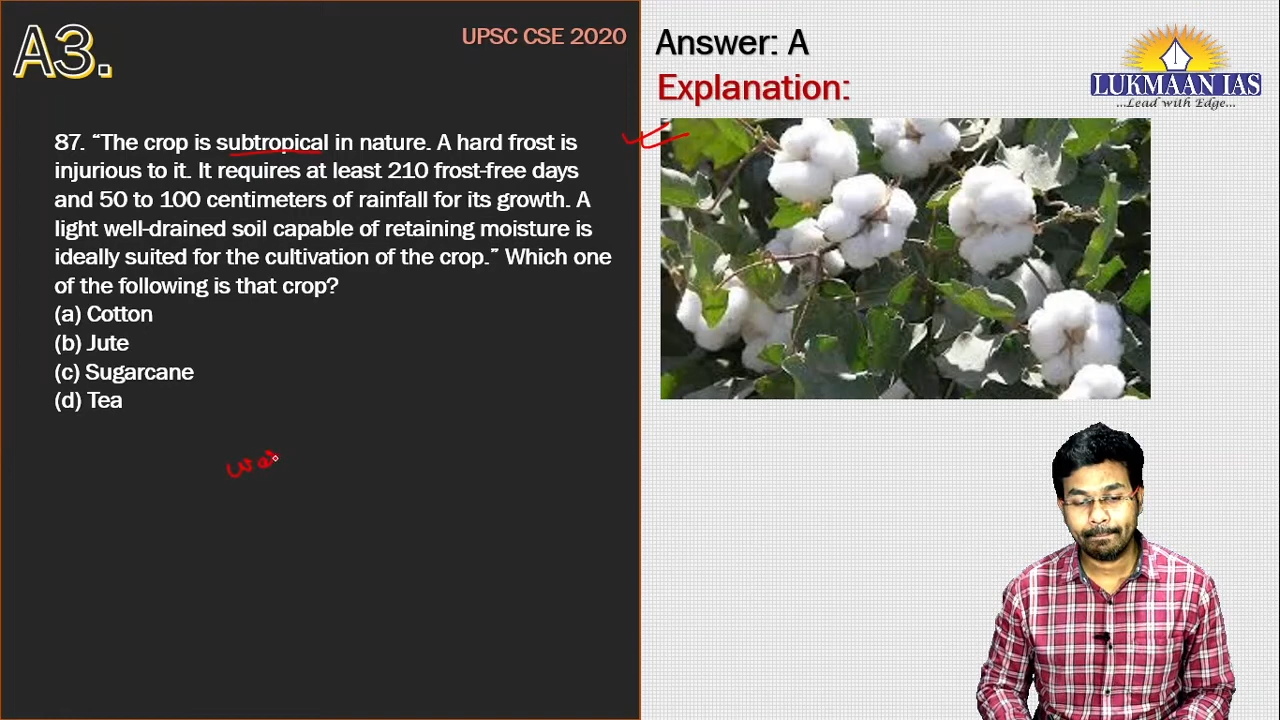 A3.
UPSC CSE 2020
87. “The crop is subtropical in nature. A hard frost is
injurious to it. It requires at least 210 frost-free days
and 50 to 100 centimeters of rainfall for its growth. A
light well-drained soil capable of retaining moisture is
ideally suited for the cultivation of the crop.” Which one
of the following is that crop?
(a) Cotton
(b) Jute
(c) Sugarcane
(d) Tea
Answer: A
Explanation:
LUKMAAN IAS
...Lead with Edge...